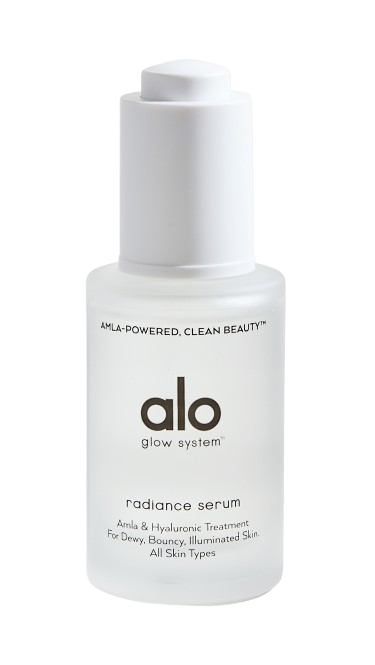 AMLA-POWERED, CLEAN BEAUTY™
alo
glow system™
radiance serum
Amla & Hyaluronic Treatment
For Dewy, Bouncy, Illuminated Skin.
All Skin Types